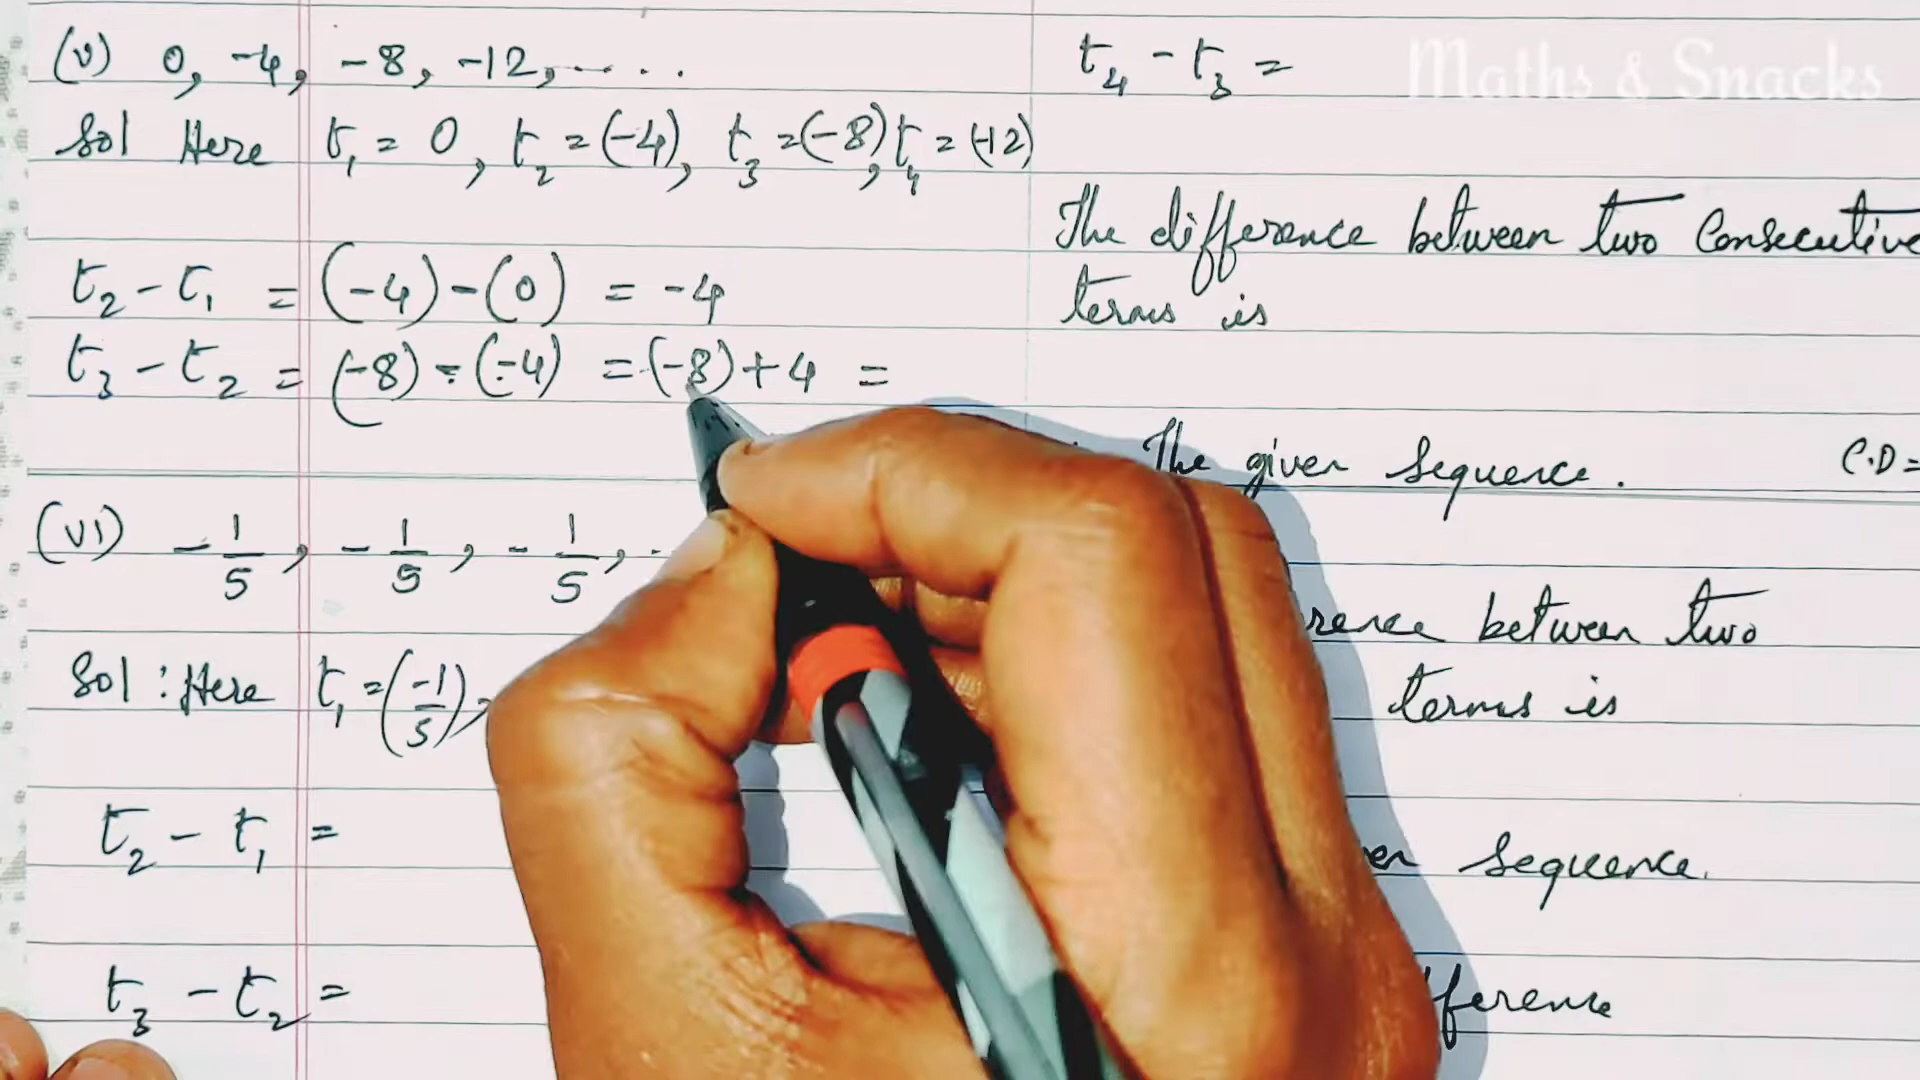 (v) 0, -4, -8, -12, ......
Sol Here t₁ = 0, t₂ = (-4), t₃ = (-8), t₄ = (-12)
t₂ - t₁ = (-4) - (0) = -4
t₃ - t₂ = (-8) - (-4) = (-8) + 4 =
(VI) -1/5, -1/5, -1/5, .
Sol : Here t₁ = (-1/5),
t₂ - t₁ =
t₃ - t₂ =
Maths & Snacks
t₄ - t₃ =
The difference between two Consecutive
terms is
The given sequence. C.D =
between two
terms is
sequence.